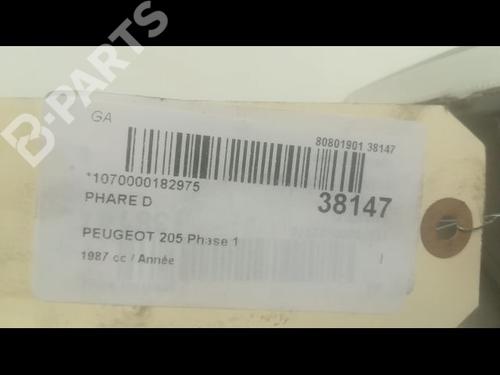 B-PARTS
GA
80801901 38147
*1070000182975
PHARE D
38147
PEUGEOT 205 Phase 1
1987 cc / Année